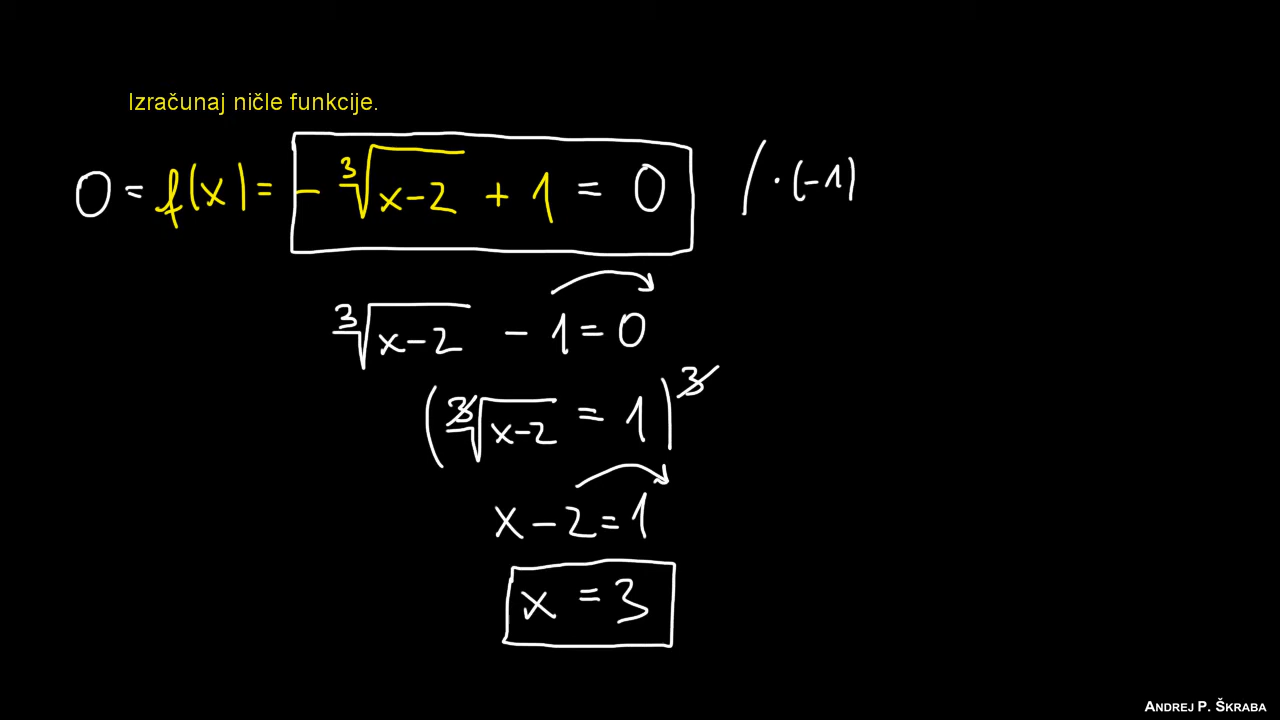 Izračunaj ničle funkcije.
0 = f(x) = - ∛(x-2) + 1 = 0 / · (-1)
∛(x-2) - 1 = 0
(∛(x-2) = 1)³
x - 2 = 1
x = 3
ANDREJ P. ŠKRABA